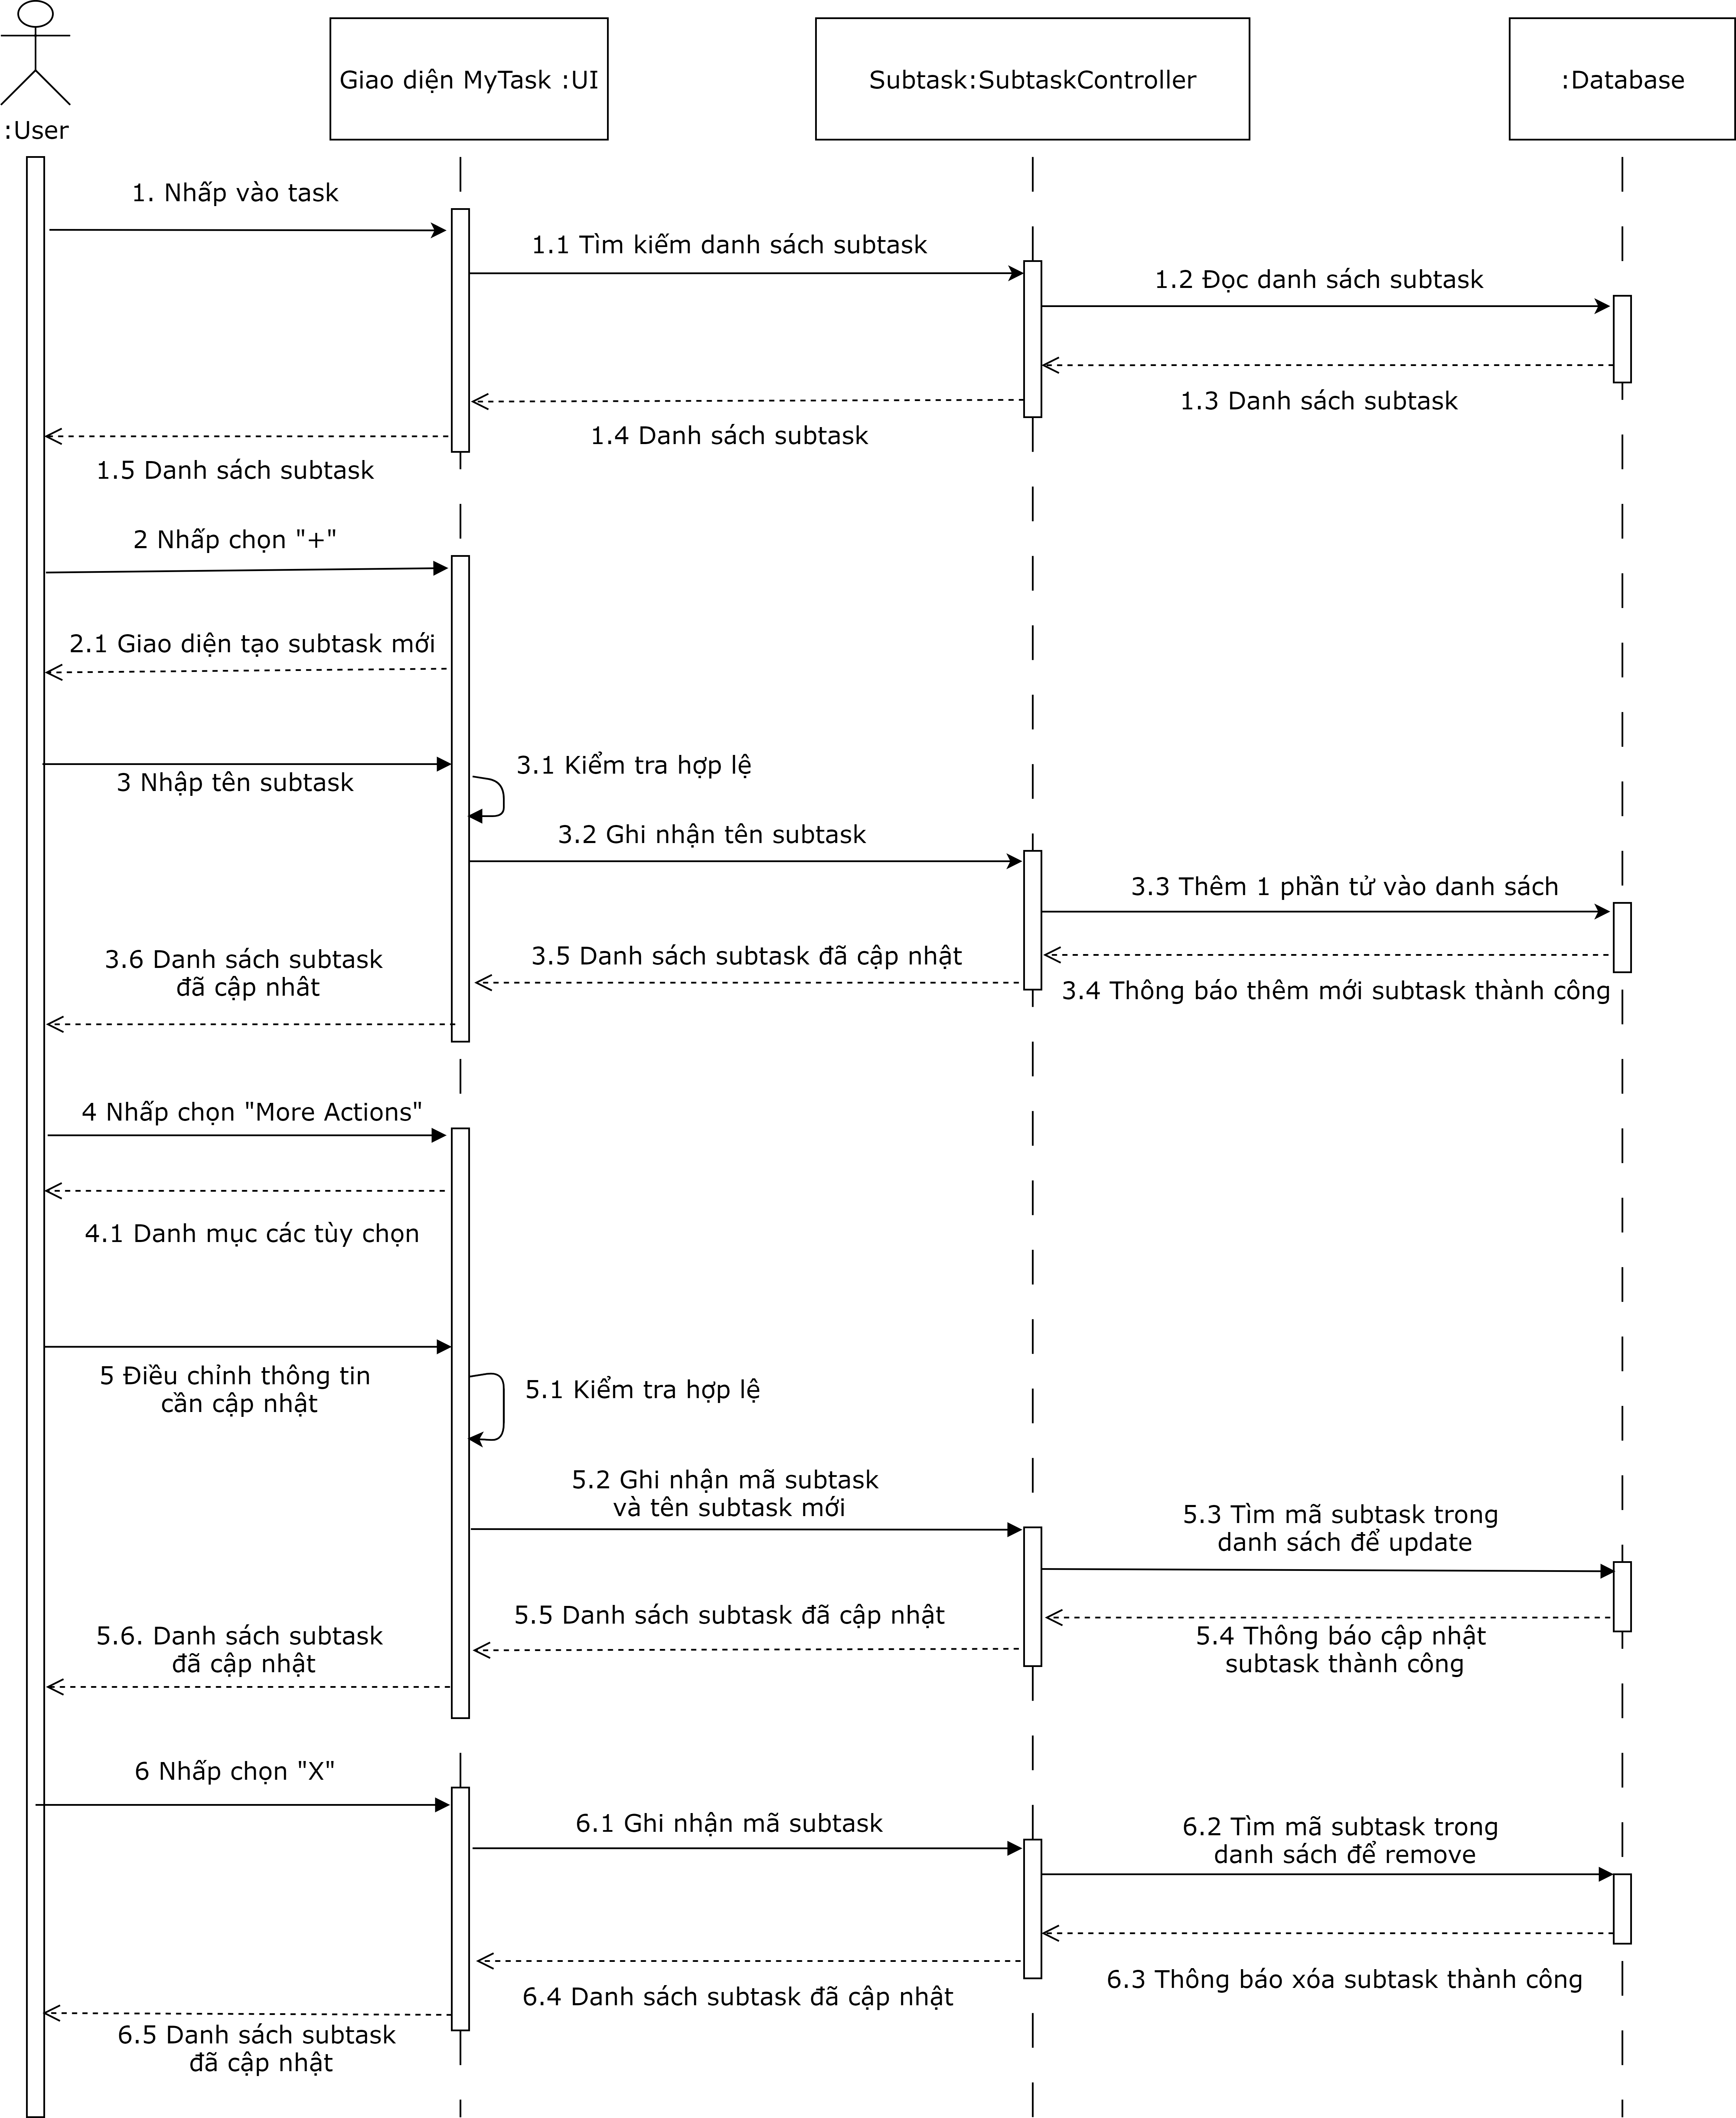 :User
Giao diện MyTask :UI
Subtask:SubtaskController
:Database
1. Nhấp vào task
1.1 Tìm kiếm danh sách subtask
1.2 Đọc danh sách subtask
1.3 Danh sách subtask
1.4 Danh sách subtask
1.5 Danh sách subtask
2 Nhấp chọn "+"
2.1 Giao diện tạo subtask mới
3 Nhập tên subtask
3.1 Kiểm tra hợp lệ
3.2 Ghi nhận tên subtask
3.3 Thêm 1 phần tử vào danh sách
3.4 Thông báo thêm mới subtask thành công
3.5 Danh sách subtask đã cập nhật
3.6 Danh sách subtask
đã cập nhât
4 Nhấp chọn "More Actions"
4.1 Danh mục các tùy chọn
5 Điều chỉnh thông tin
cần cập nhật
5.1 Kiểm tra hợp lệ
5.2 Ghi nhận mã subtask
và tên subtask mới
5.3 Tìm mã subtask trong
danh sách để update
5.4 Thông báo cập nhật
subtask thành công
5.5 Danh sách subtask đã cập nhật
5.6. Danh sách subtask
đã cập nhật
6 Nhấp chọn "X"
6.1 Ghi nhận mã subtask
6.2 Tìm mã subtask trong
danh sách để remove
6.3 Thông báo xóa subtask thành công
6.4 Danh sách subtask đã cập nhật
6.5 Danh sách subtask
đã cập nhật